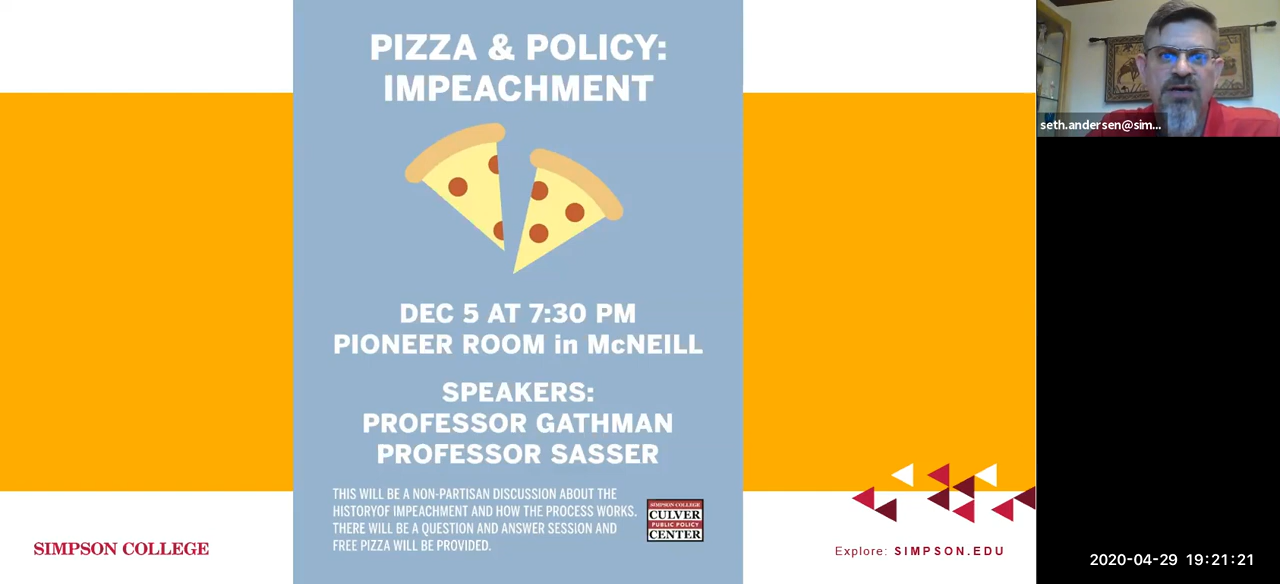 PIZZA & POLICY:
IMPEACHMENT
DEC 5 AT 7:30 PM
PIONEER ROOM in McNEILL
SPEAKERS:
PROFESSOR GATHMAN
PROFESSOR SASSER
THIS WILL BE A NON-PARTISAN DISCUSSION ABOUT THE
HISTORYOF IMPEACHMENT AND HOW THE PROCESS WORKS.
THERE WILL BE A QUESTION AND ANSWER SESSION AND
FREE PIZZA WILL BE PROVIDED.
SIMPSON COLLEGE
CULVER
PUBLIC POLICY
CENTER
SIMPSON COLLEGE
Explore: SIMPSON.EDU
seth.andersen@sim...
2020-04-29 19:21:21